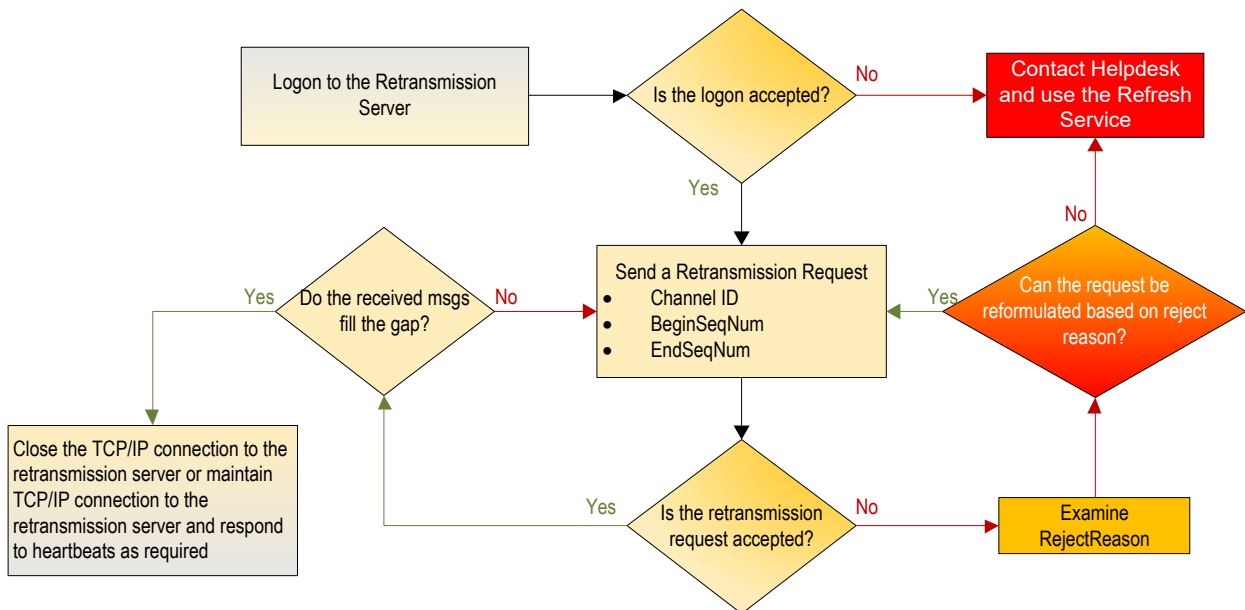 Logon to the Retransmission
Server
Is the logon accepted?
No
Contact Helpdesk
and use the Refresh
Service
Yes
No
Send a Retransmission Request
• Channel ID
• BeginSeqNum
• EndSeqNum
Yes
Do the received msgs
fill the gap?
No
Yes
Can the request be
reformulated based on reject
reason?
Close the TCP/IP connection to the
retransmission server or maintain
TCP/IP connection to the
retransmission server and respond
to heartbeats as required
Yes
Is the retransmission
request accepted?
No
Examine
RejectReason